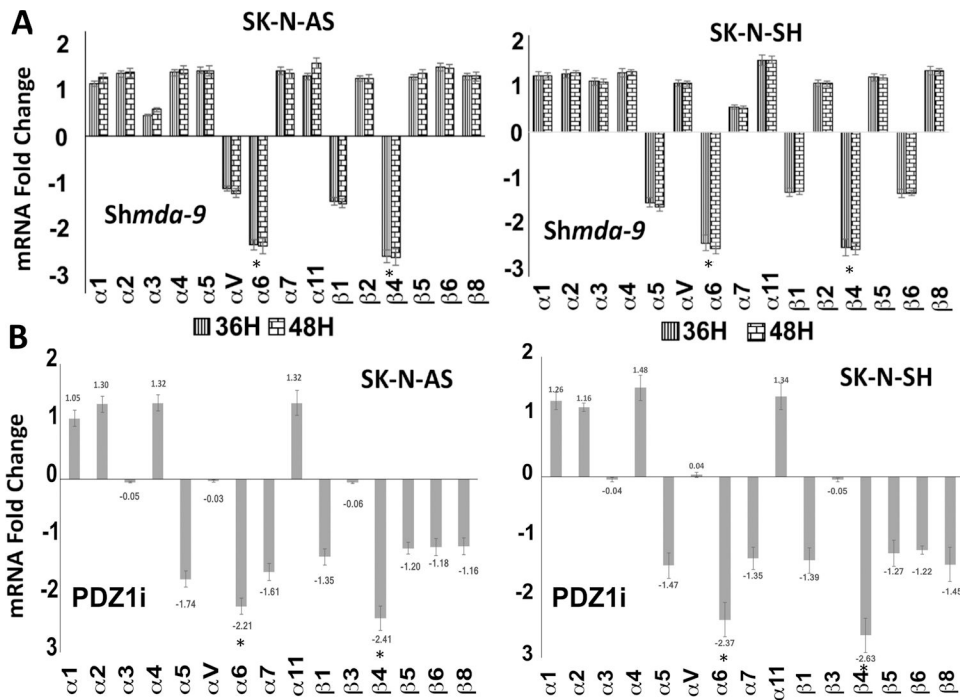 A
SK-N-AS
SK-N-SH
mRNA Fold Change
2
1
0
-1
-2
-3
Shmda-9
α1 α2 α3 α4 α5 αV α6 α7 α11 β1 β2 β4 β5 β6 β8
* *
2
1
0
-1
-2
-3
Shmda-9
α1 α2 α3 α4 α5 αV α6 α7 α11 β1 β2 β4 β5 β6 β8
* *
36H 48H
36H 48H
B
SK-N-AS
SK-N-SH
mRNA Fold Change
2
1
0
-1
2
3
PDZ1i
1.05 1.30 -0.05 1.32 -1.74 -0.03 -2.21 -1.61 1.32 -1.35 -0.06 -2.41 -1.20 -1.18 -1.16
* *
α1 α2 α3 α4 α5 αV α6 α7 α11 β1 β3 β4 β5 β6 β8
2
1
0
-1
-2
3
PDZ1i
1.26 1.16 -0.04 1.48 -1.47 0.04 -2.37 -1.35 1.34 -1.39 -0.05 -2.63 -1.27 -1.22 -1.45
* *
α1 α2 α3 α4 α5 αV α6 α7 α11 β1 β3 β4 β5 β6 β8